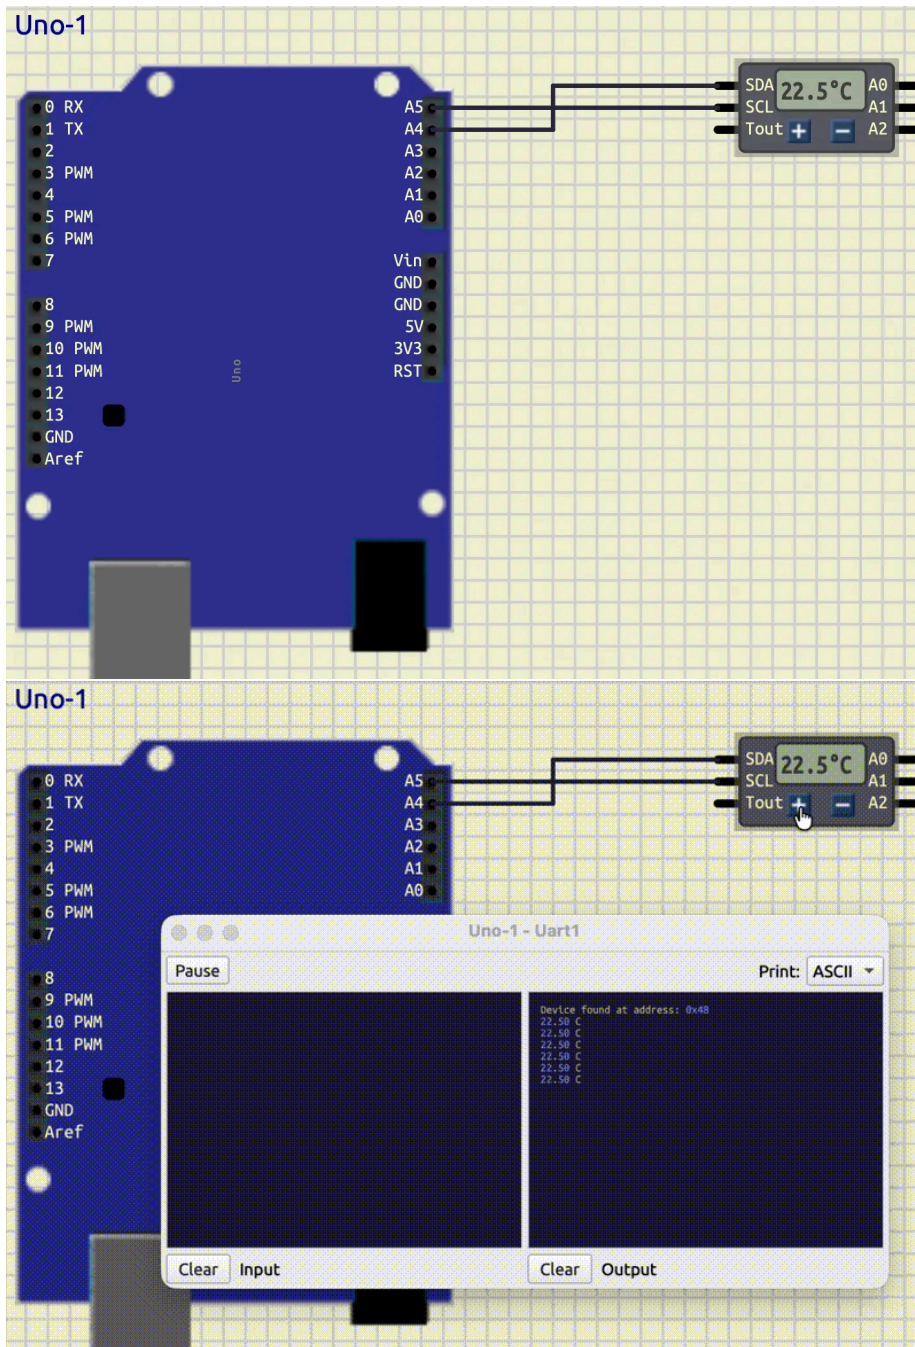 Uno-1
0 RX
1 TX
2
3 PWM
4
5 PWM
6 PWM
7
8
9 PWM
10 PWM
11 PWM
12
13
GND
Aref
Uno
A5
A4
A3
A2
A1
A0
Vin
GND
GND
5V
3V3
RST
SDA 22.5°C A0
SCL A1
Tout + − A2
Uno-1
0 RX
1 TX
2
3 PWM
4
5 PWM
6 PWM
7
8
9 PWM
10 PWM
11 PWM
12
13
GND
Aref
A5
A4
A3
A2
A1
A0
SDA 22.5°C A0
SCL A1
Tout + − A2
Uno-1 - Uart1
Pause Print: ASCII
Device found at address: 0x48
22.50 C
22.50 C
22.50 C
22.50 C
22.50 C
22.50 C
Clear Input Clear Output